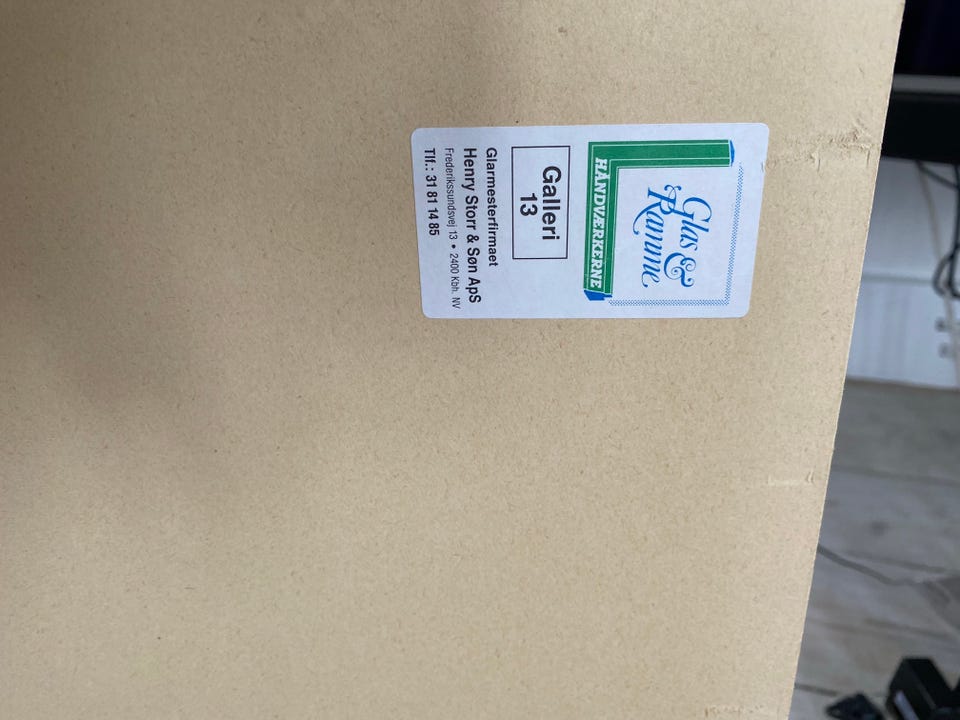 Glas &
Ramme
HÅNDVÆRKERNE
Galleri
13
Glarmesterfirmaet
Henry Storr & Søn ApS
Frederikssundsvej 13 • 2400 Kbh. NV
Tlf.: 31 81 14 85